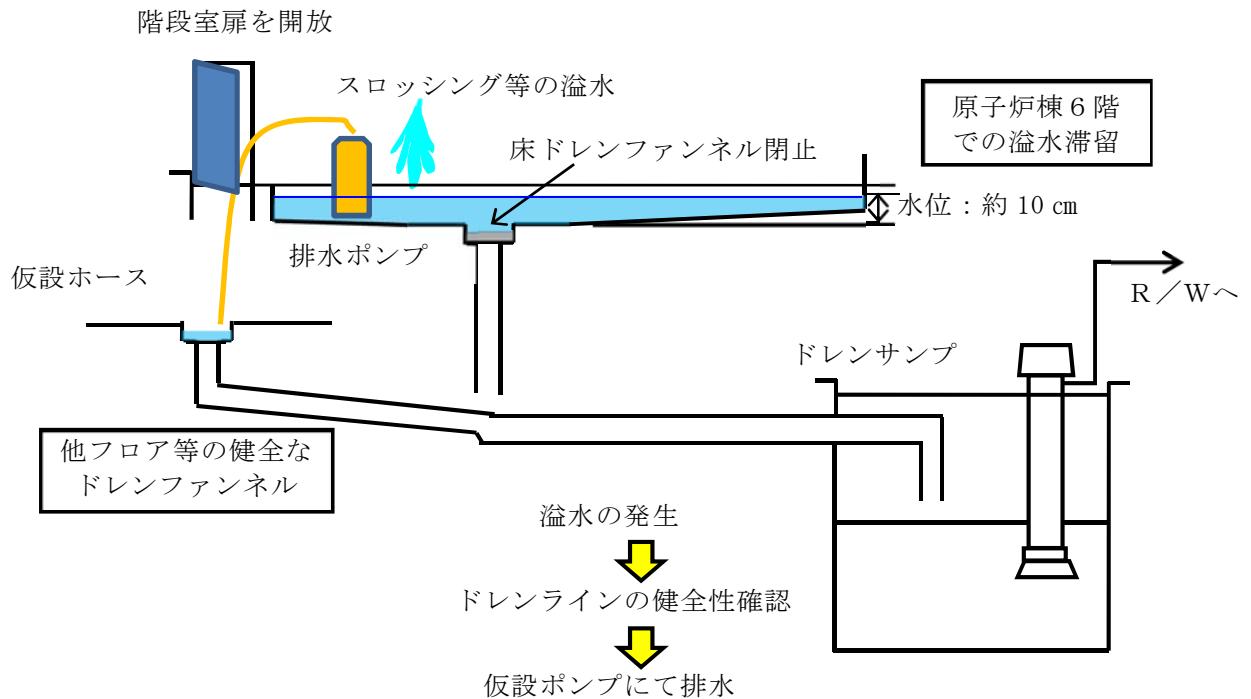 階段室扉を開放
スロッシング等の溢水
原子炉棟６階
での溢水滞留
床ドレンファンネル閉止
水位：約 10 ㎝
排水ポンプ
仮設ホース
Ｒ／Ｗへ
ドレンサンプ
他フロア等の健全な
ドレンファンネル
溢水の発生
ドレンラインの健全性確認
仮設ポンプにて排水